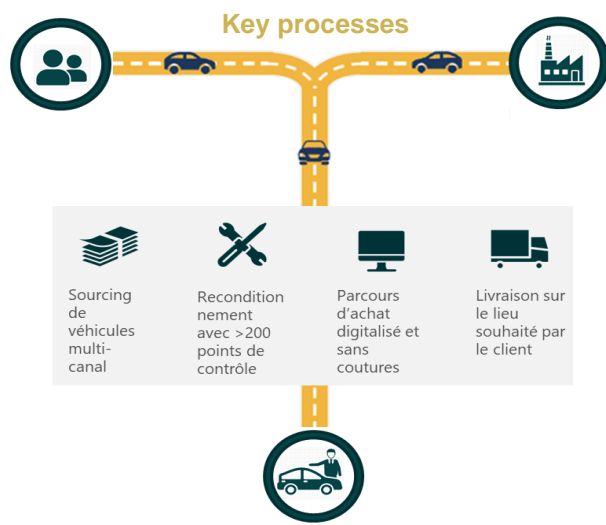 Key processes
Sourcing
de
véhicules
multi-
canal
Recondition
nement
avec >200
points de
contrôle
Parcours
d'achat
digitalisé et
sans
coutures
Livraison sur
le lieu
souhaité par
le client